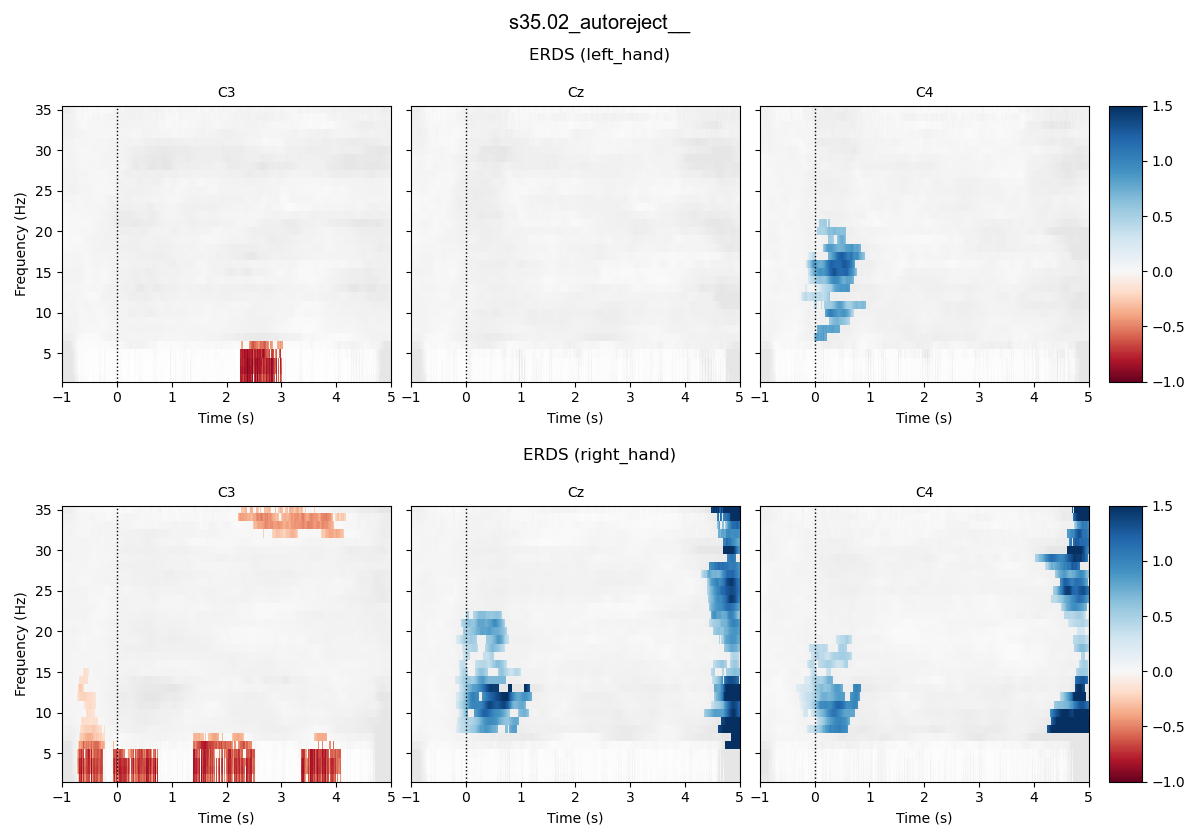 s35.02_autoreject__
ERDS (left_hand)
C3 Cz C4
35
30
25
20
15
10
5
Frequency (Hz)
−1 0 1 2 3 4 5 −1 0 1 2 3 4 5 −1 0 1 2 3 4 5
Time (s) Time (s) Time (s)
1.5
1.0
0.5
0.0
−0.5
−1.0
ERDS (right_hand)
C3 Cz C4
35
30
25
20
15
10
5
Frequency (Hz)
−1 0 1 2 3 4 5 −1 0 1 2 3 4 5 −1 0 1 2 3 4 5
Time (s) Time (s) Time (s)
1.5
1.0
0.5
0.0
−0.5
−1.0